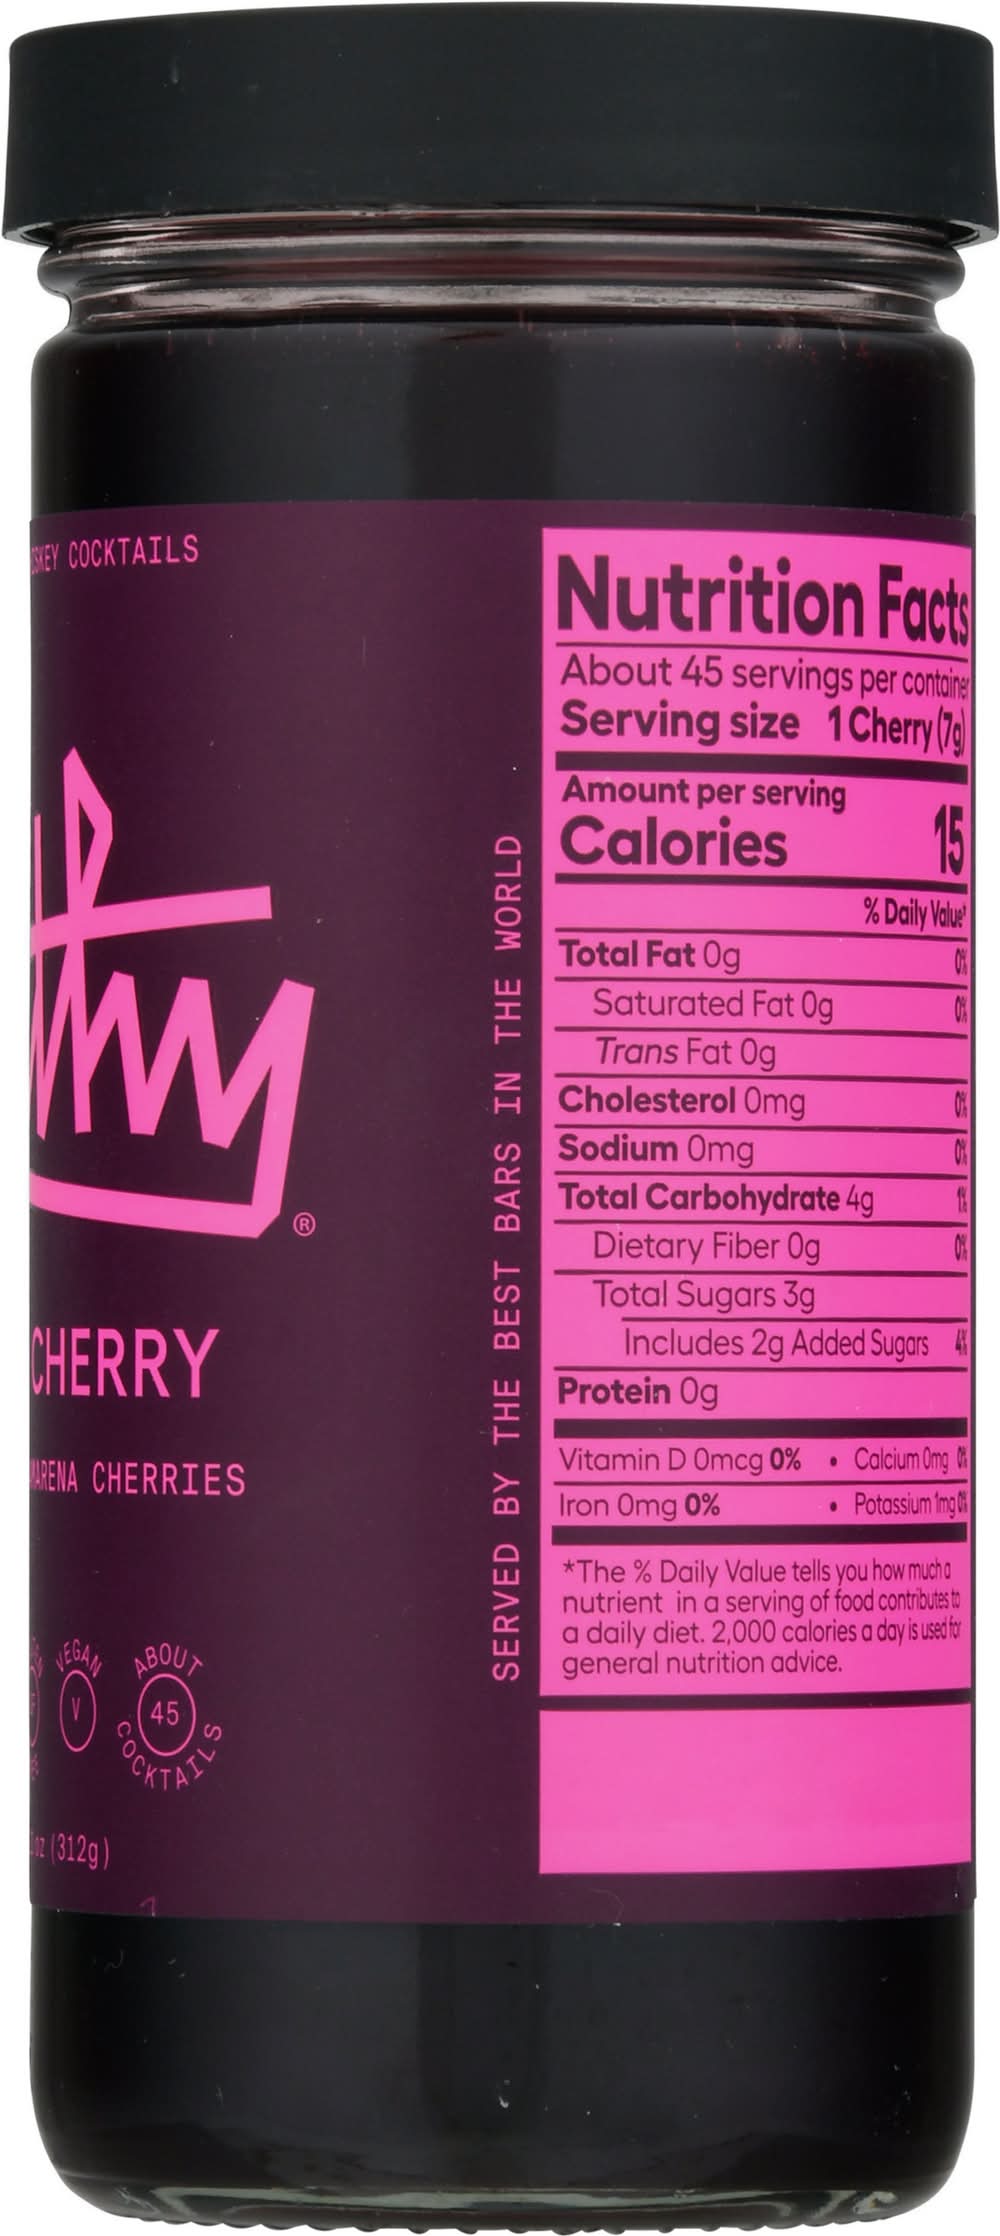 COCKTAILS
®
CHERRY
CHERRIES
VEGAN
V
ABOUT
45
COCKTAILS
oz (312g)
SERVED BY THE BEST BARS IN THE WORLD
Nutrition Facts
About 45 servings per container
Serving size 1 Cherry (7g)
Amount per serving
Calories 15
% Daily Value*
Total Fat 0g 0%
Saturated Fat 0g 0%
Trans Fat 0g
Cholesterol 0mg 0%
Sodium 0mg 0%
Total Carbohydrate 4g 1%
Dietary Fiber 0g 0%
Total Sugars 3g
Includes 2g Added Sugars 4%
Protein 0g
Vitamin D 0mcg 0% • Calcium 0mg 0%
Iron 0mg 0% • Potassium 1mg 0%
*The % Daily Value tells you how much a
nutrient in a serving of food contributes to
a daily diet. 2,000 calories a day is used for
general nutrition advice.